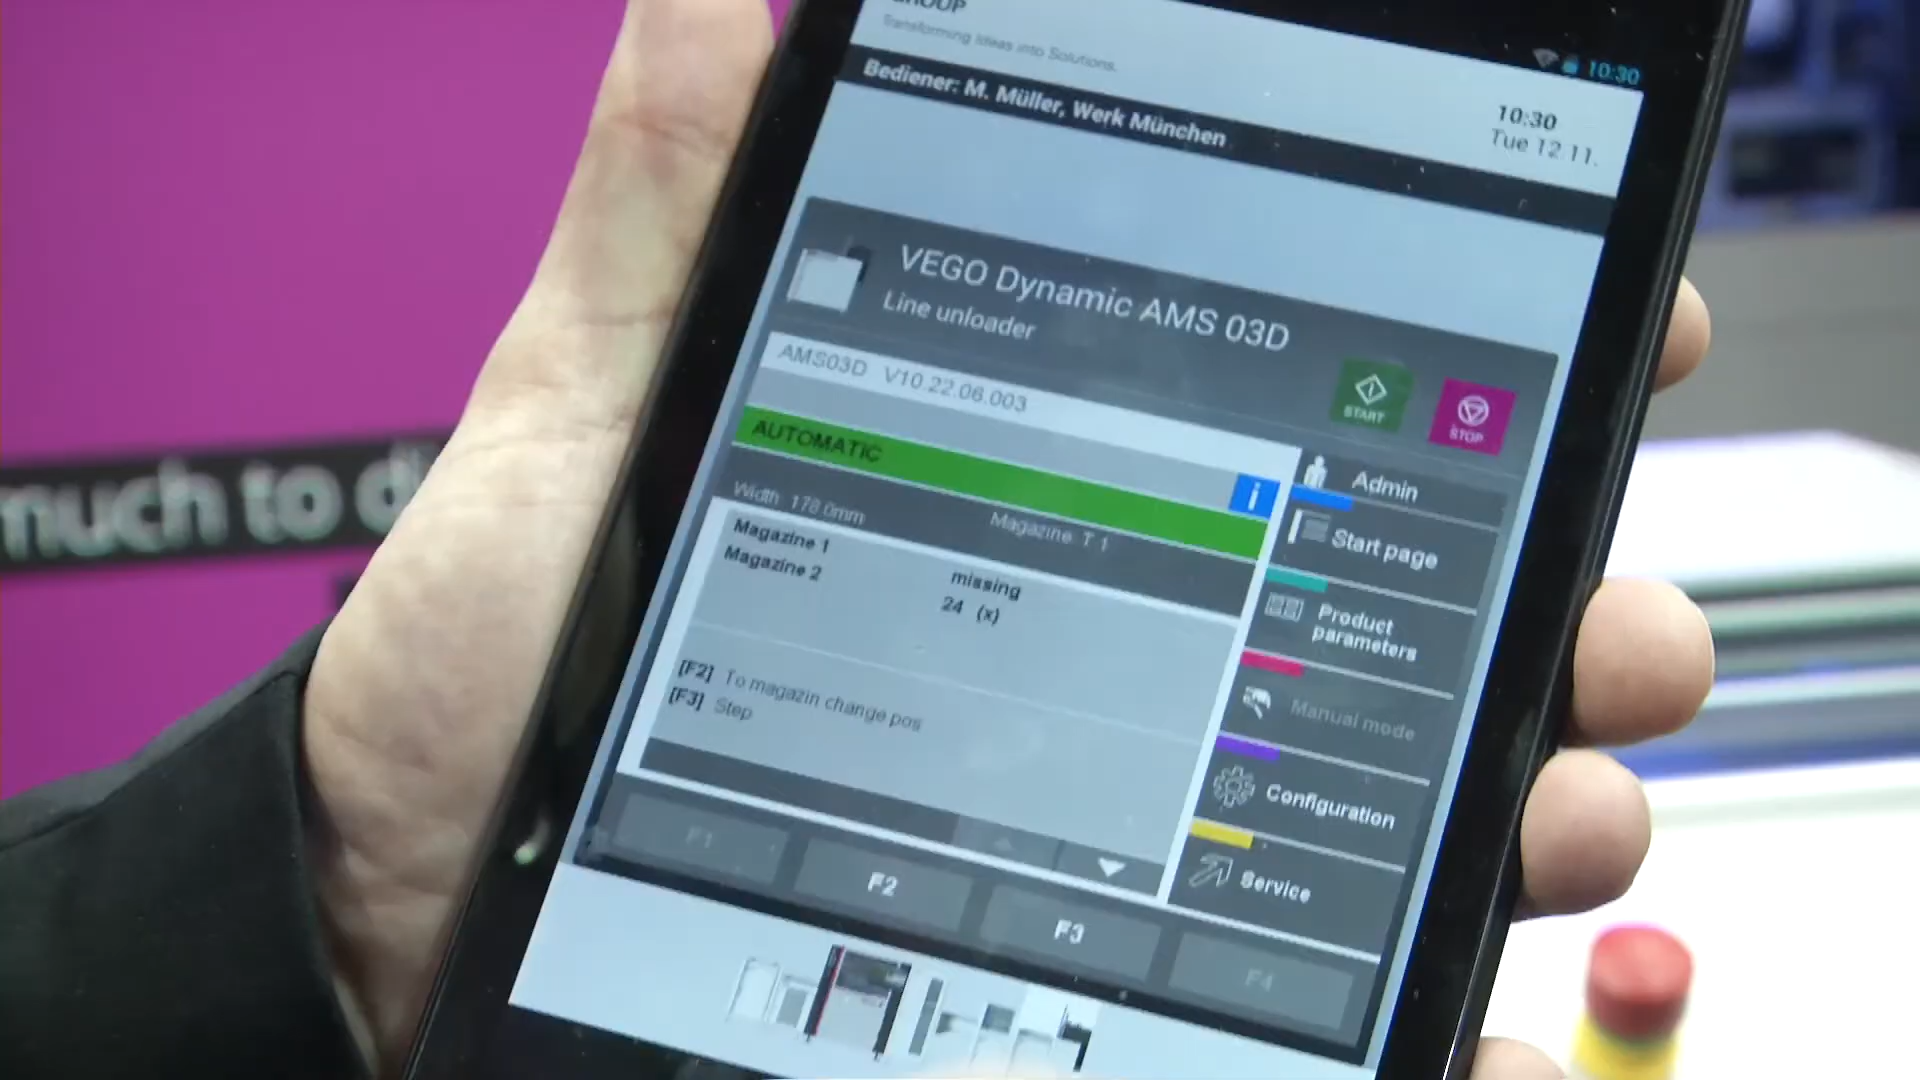 GROUP
Transforming Ideas into Solutions.
10:30
Bediener: M. Müller, Werk München
10:30
Tue 12.11.
VEGO Dynamic AMS 03D
Line unloader
START
STOP
AMS03D V10.22.06.003
AUTOMATIC
i
Width 178.0mm Magazine T 1
Magazine 1 missing
Magazine 2 24 (x)
[F2] To magazin change pos
[F3] Step
Admin
Start page
Product
parameters
Manual mode
Configuration
Service
F1
F2
F3
F4
much to